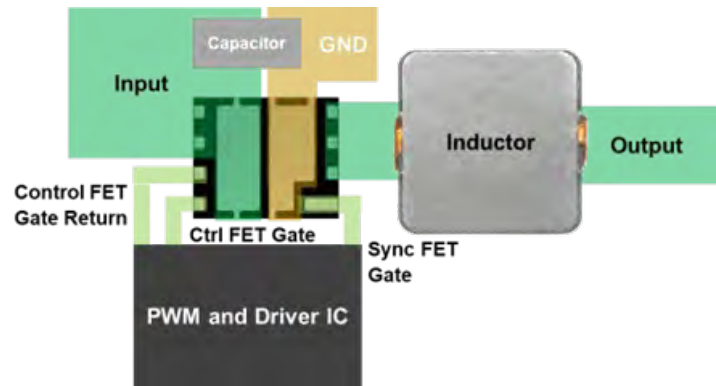 Capacitor
GND
Input
Inductor
Output
Control FET
Gate Return
Ctrl FET Gate
Sync FET
Gate
PWM and Driver IC